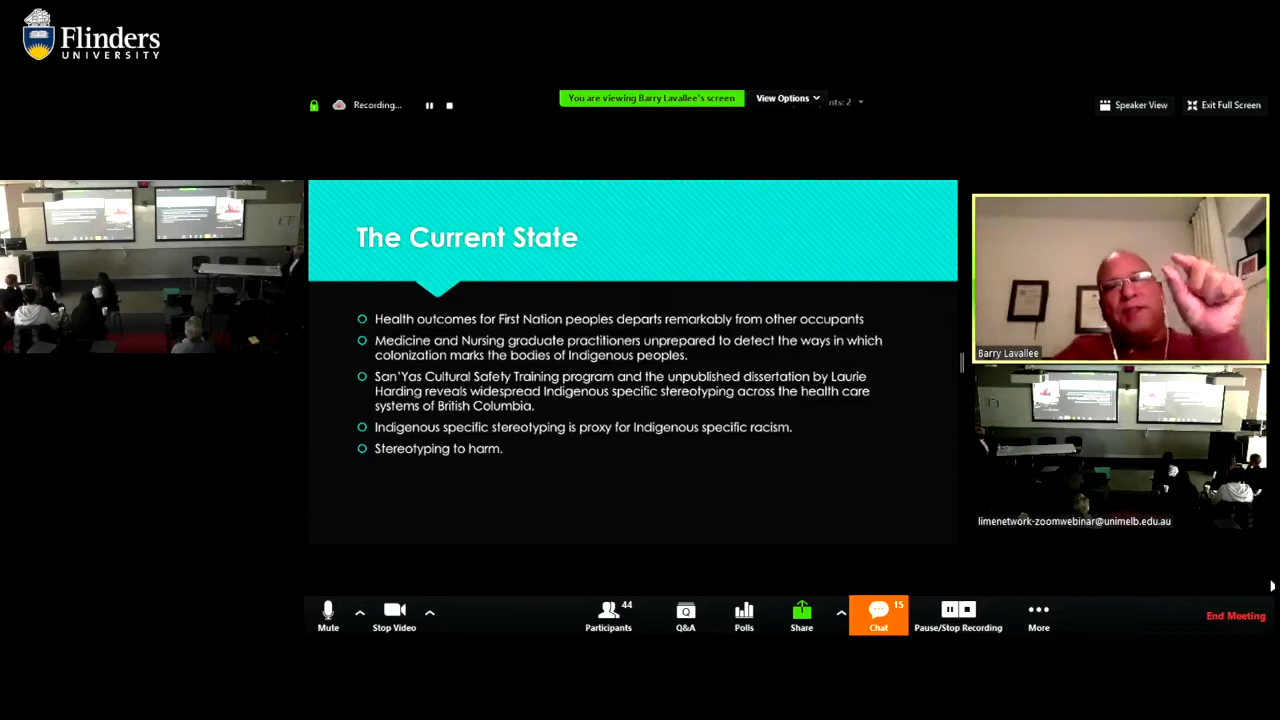 Flinders
UNIVERSITY
Recording...
You are viewing Barry Lavallee's screen
View Options
nts: 2
Speaker View
Exit Full Screen
The Current State
Health outcomes for First Nation peoples departs remarkably from other occupants
Medicine and Nursing graduate practitioners unprepared to detect the ways in which
colonization marks the bodies of Indigenous peoples.
San'Yas Cultural Safety Training program and the unpublished dissertation by Laurie
Harding reveals widespread Indigenous specific stereotyping across the health care
systems of British Columbia.
Indigenous specific stereotyping is proxy for Indigenous specific racism.
Stereotyping to harm.
Barry Lavallee
limenetwork-zoomwebinar@unimelb.edu.au
Mute
Stop Video
44
Participants
Q&A
Polls
Share
15
Chat
Pause/Stop Recording
More
End Meeting